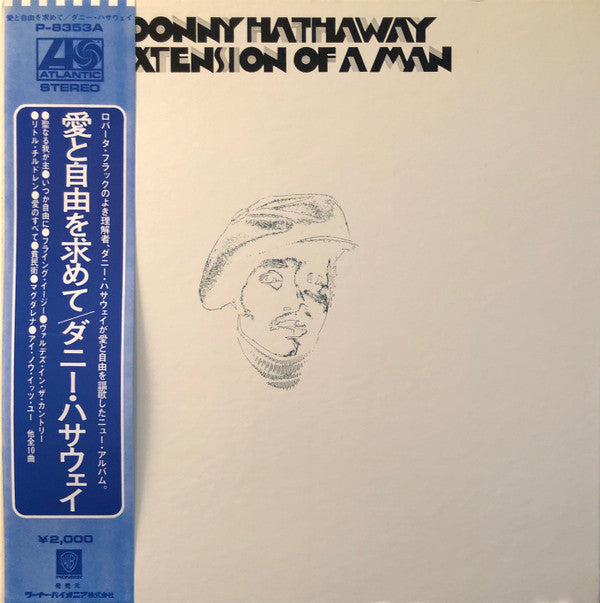 愛と自由を求めて/ダニー・ハサウェイ
P-8353A
ATLANTIC
STEREO
DONNY HATHAWAY
XTENSION OF A MAN
ロバータ・フラックのよき理解者、ダニー・ハサウェイが愛と自由を謳歌したニュー・アルバム。
愛と自由を求めて/ダニー・ハサウェイ
●聖なる我が主●いつか自由に●フライング・イージー●ヴァルデズ・イン・ザ・カントリー
●リトル・チルドレン●愛のすべて●貧民街●マグダレナ●アイ・ノウ・イッツ・ユー 他全10曲
¥2,000
WB
PIONEER
発売元
ワーナー・パイオニア株式会社